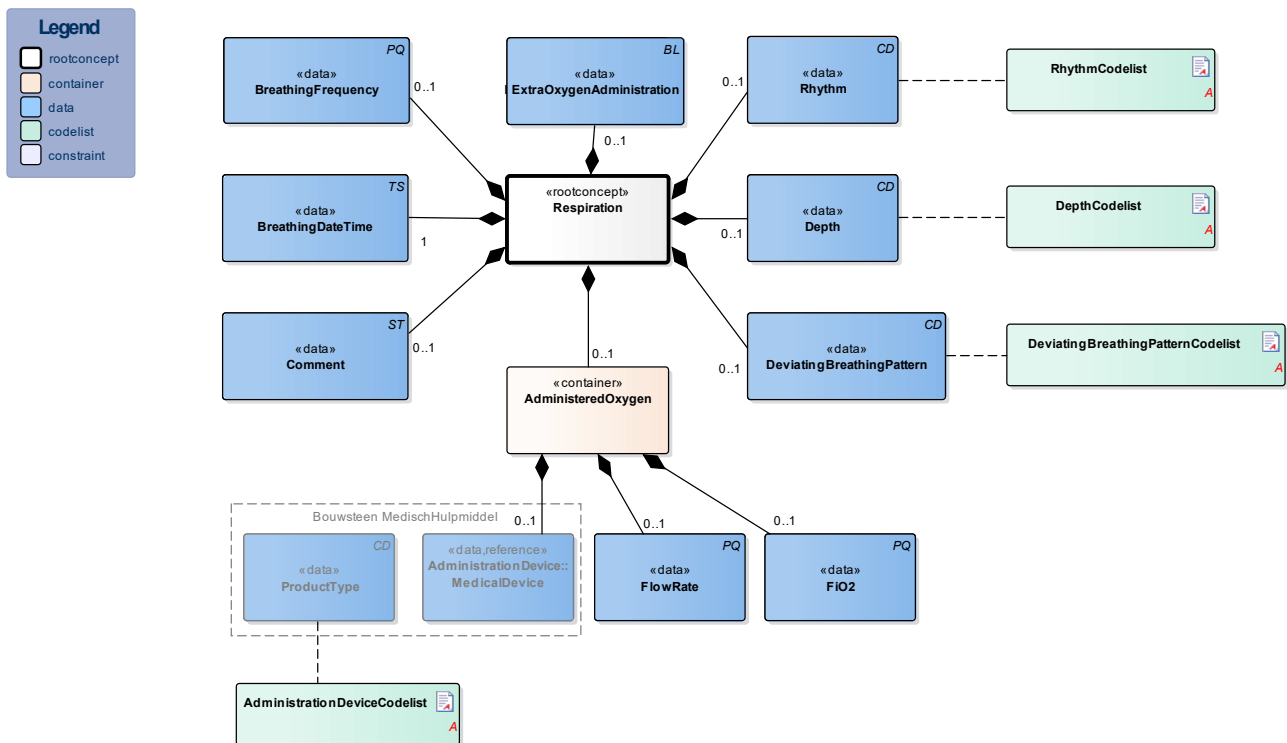 Legend
rootconcept
container
data
codelist
constraint
PQ
«data»
BreathingFrequency
0..1
BL
«data»
ExtraOxygenAdministration
0..1
CD
«data»
Rhythm
0..1
RhythmCodelist
A
TS
«data»
BreathingDateTime
1
«rootconcept»
Respiration
CD
«data»
Depth
0..1
DepthCodelist
A
ST
«data»
Comment
0..1
0..1
CD
«data»
DeviatingBreathingPattern
0..1
DeviatingBreathingPatternCodelist
A
«container»
AdministeredOxygen
Bouwsteen MedischHulpmiddel
0..1
0..1
0..1
CD
«data»
ProductType
«data,reference»
AdministrationDevice::
MedicalDevice
PQ
«data»
FlowRate
PQ
«data»
FiO2
AdministrationDeviceCodelist
A